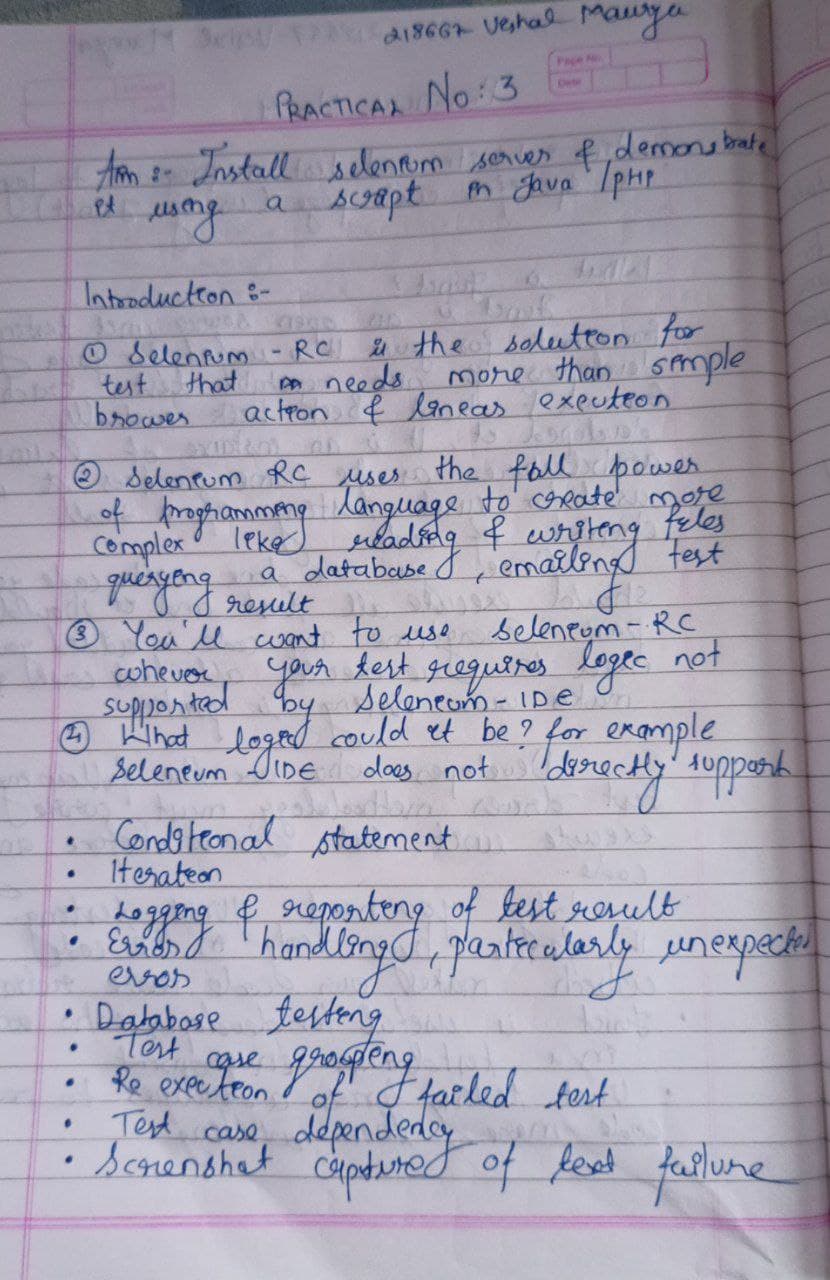 218667 Vishal Maurya
Page No.
Date
PRACTICAL No : 3
Aim :- Install selenium server & demonstrate
it using a script in Java / PHP
Introduction :-
① Selenium - RC is the solution for
test that needs more than simple
brower action & linear exeution
② Selenium RC uses the full power
of programming language to create more
complex like reading & writing files
querying a database, emailing test
result
③ You'll want to use Selenium - RC
whever your test requires logic not
supported by Selenium - IDE
④ What logic could it be? for example
Selenium - IDE does not directly support
• Conditional statement
• Iteration
• Logging & reporting of test result
• Error handling, particularly unexpected
error
• Database testing
• Test case grouping
• Re exection of failed test
• Test case dependency
• Screnshat captured of test failure